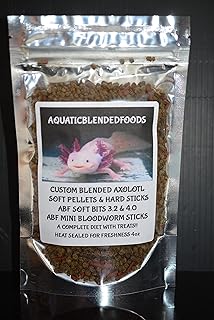 AQUATICBLENDEDFOODS
CUSTOM BLENDED AXOLOTL
SOFT PELLETS & HARD STICKS
ABF SOFT BITS 3.2 & 4.0
ABF MINI BLOODWORM STICKS
A COMPLETE DIET WITH TREATS!!
HEAT SEALED FOR FRESHNESS 4oz